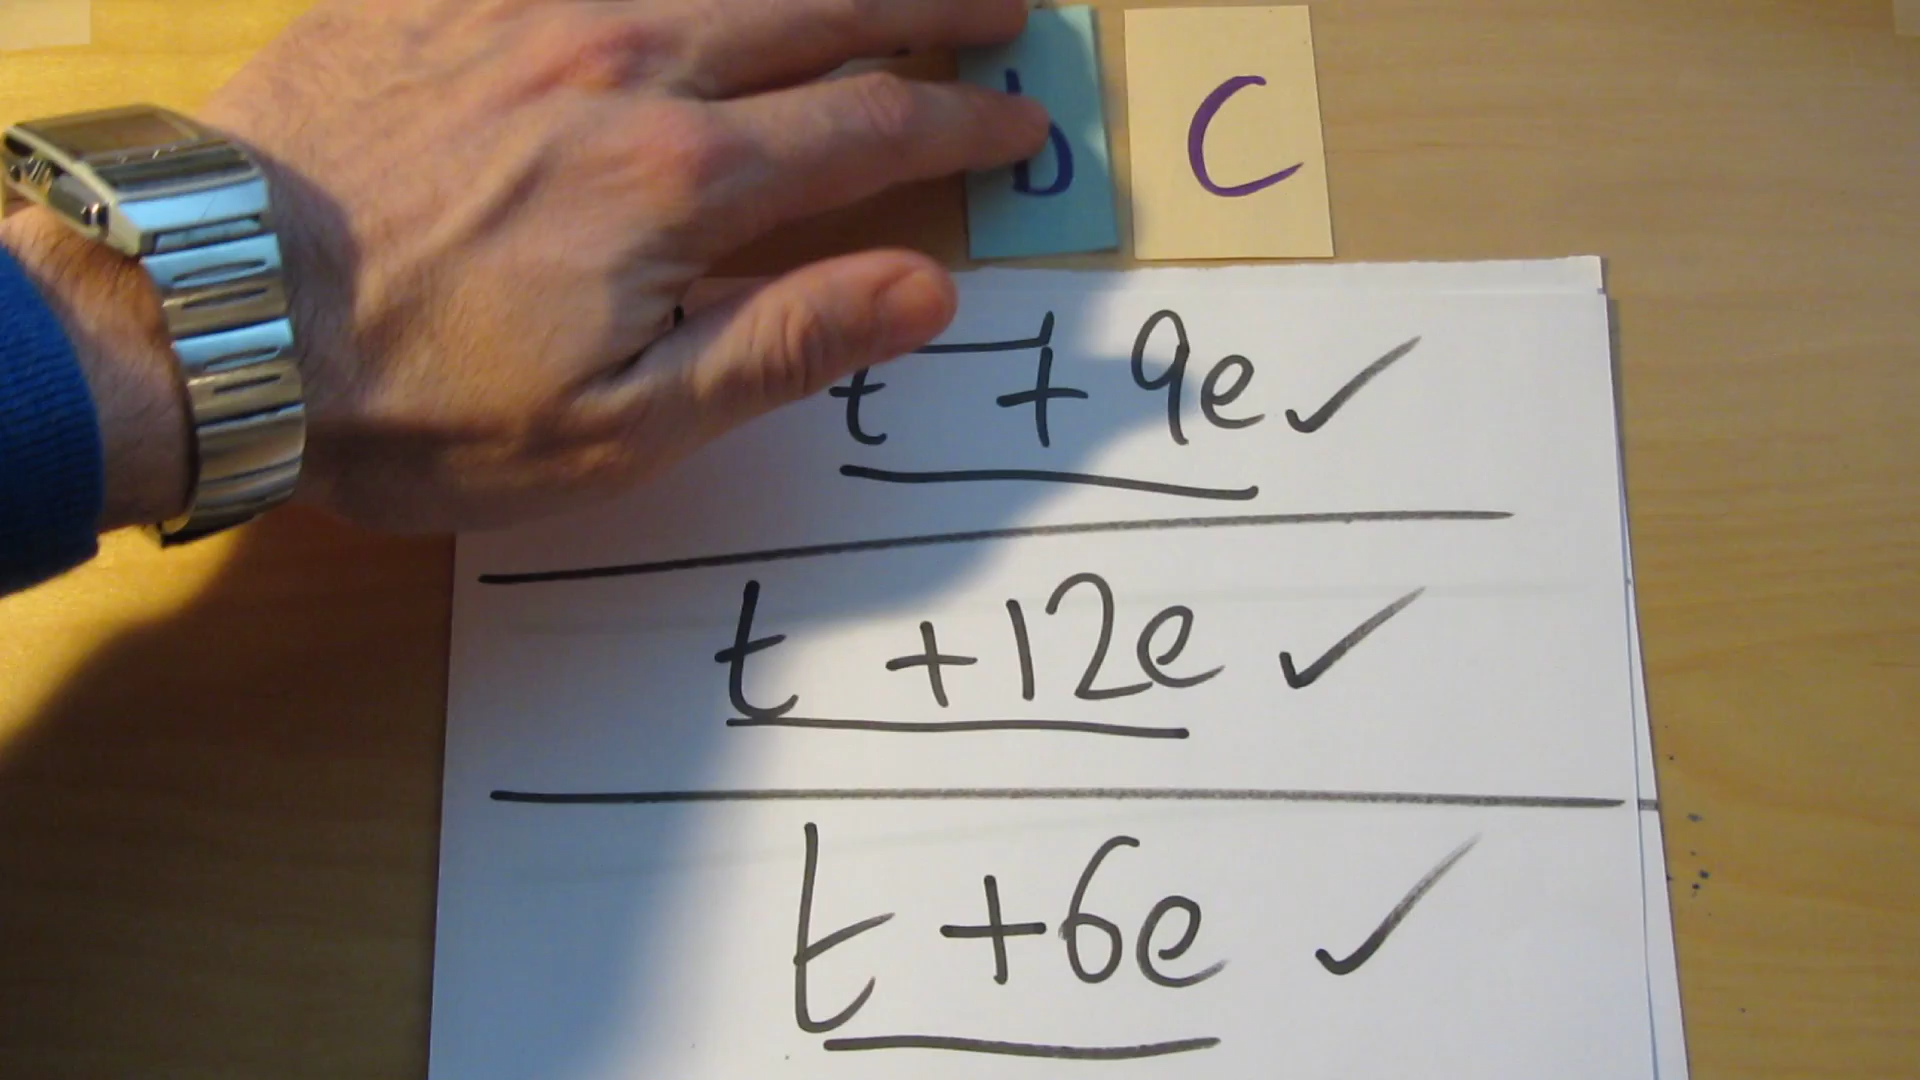 b C
t + 9e ✓
t + 12e ✓
t + 6e ✓